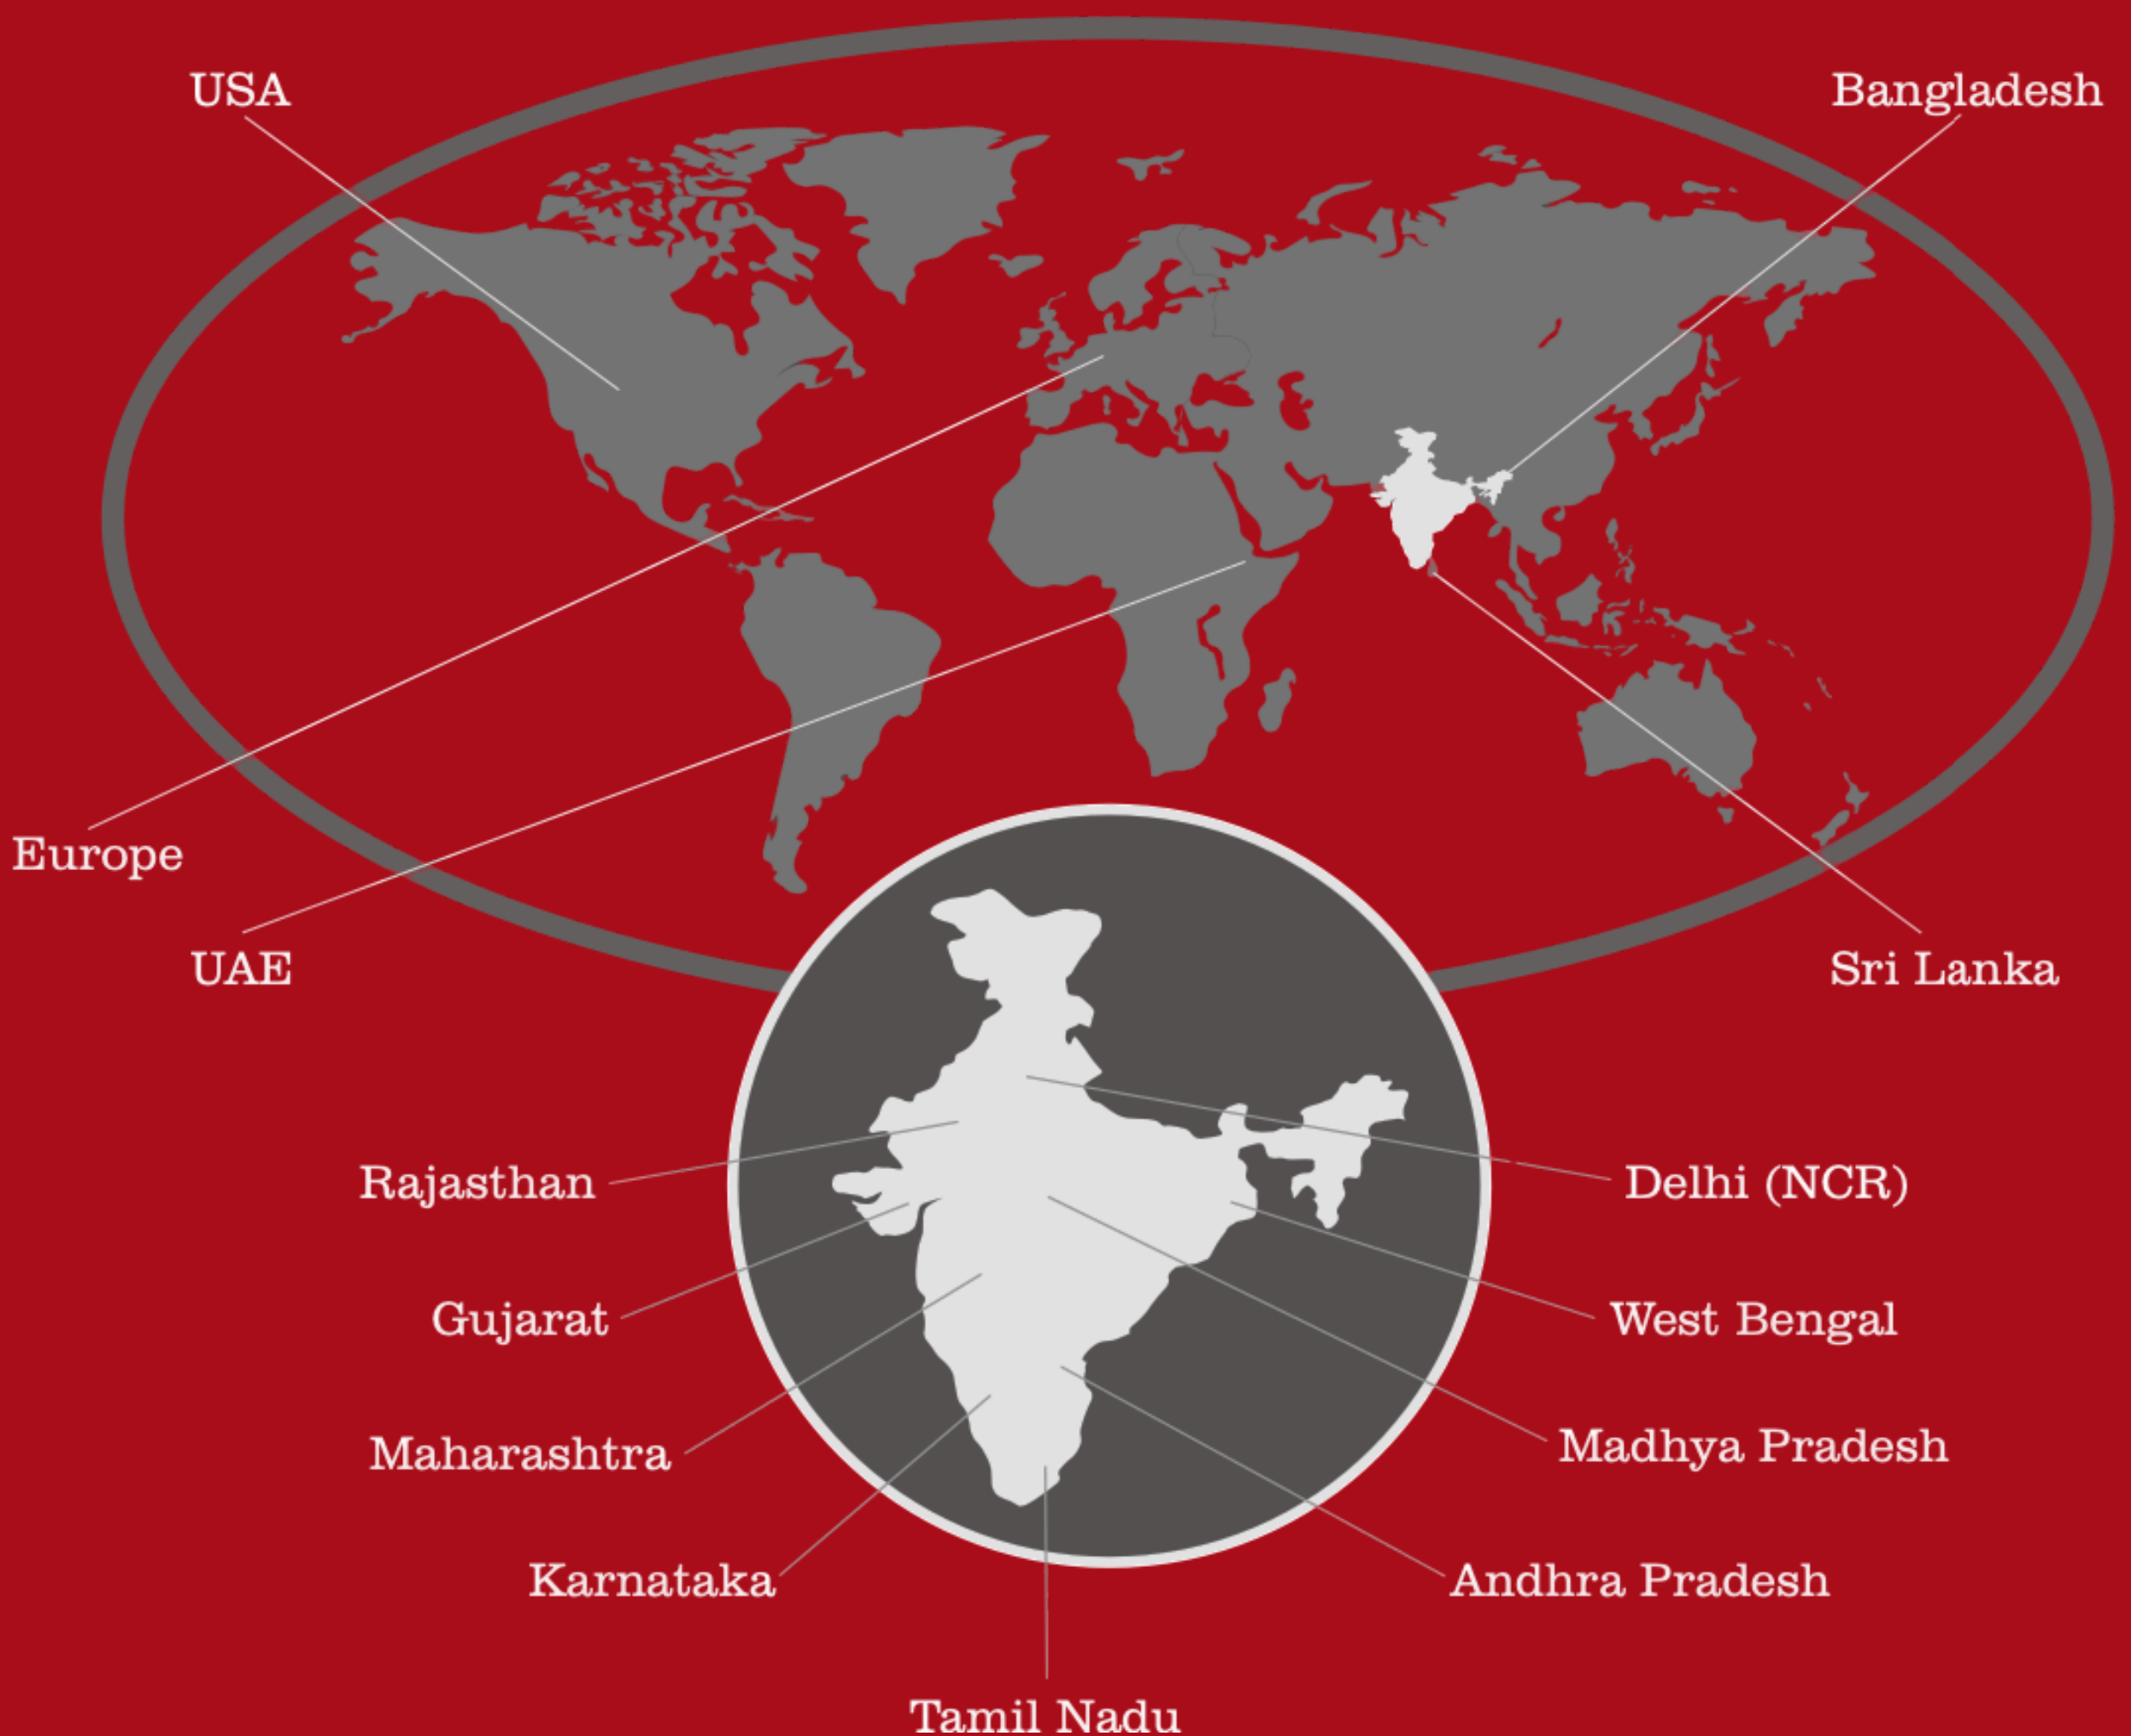 USA
Bangladesh
Europe
UAE
Sri Lanka
Rajasthan
Delhi (NCR)
Gujarat
West Bengal
Maharashtra
Madhya Pradesh
Karnataka
Andhra Pradesh
Tamil Nadu